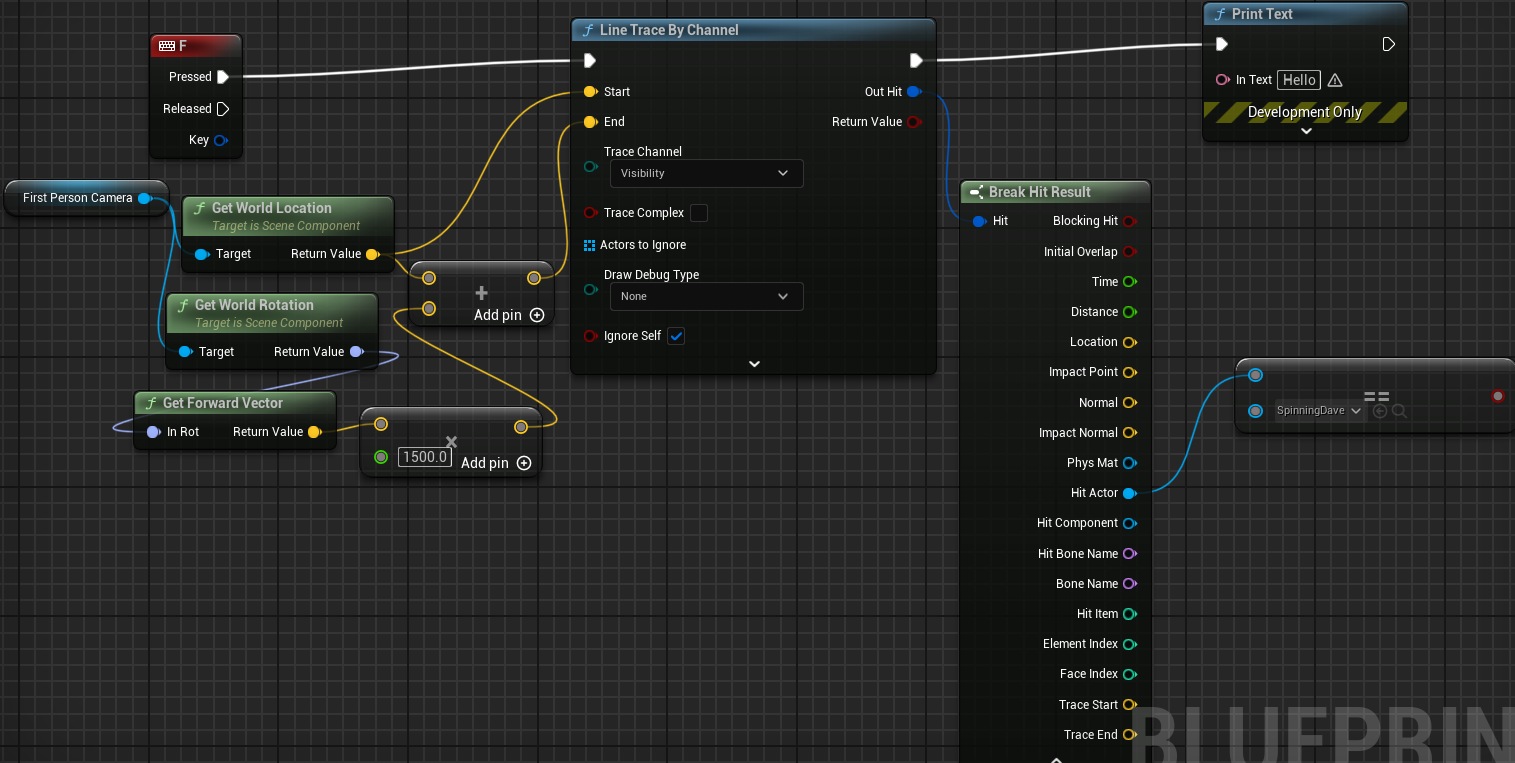 F
Pressed
Released
Key
First Person Camera
Get World Location
Target is Scene Component
Target
Return Value
Get World Rotation
Target is Scene Component
Target
Return Value
Get Forward Vector
In Rot
Return Value
+
Add pin
×
1500.0
Add pin
f Line Trace By Channel
Start
End
Out Hit
Return Value
Trace Channel
Visibility
Trace Complex
Actors to Ignore
Draw Debug Type
None
Ignore Self
Print Text
In Text Hello
Development Only
Break Hit Result
Hit
Blocking Hit
Initial Overlap
Time
Distance
Location
Impact Point
Normal
Impact Normal
Phys Mat
Hit Actor
Hit Component
Hit Bone Name
Bone Name
Hit Item
Element Index
Face Index
Trace Start
Trace End
==
SpinningDave
BLUEPRIN